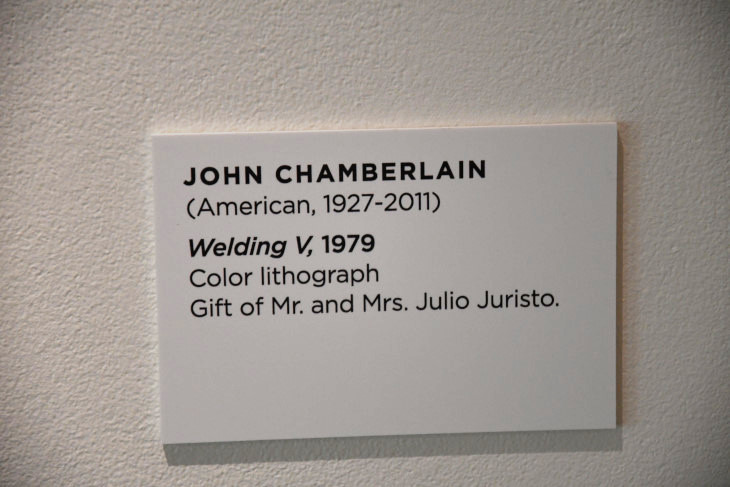 JOHN CHAMBERLAIN
(American, 1927-2011)
Welding V, 1979
Color lithograph
Gift of Mr. and Mrs. Julio Juristo.